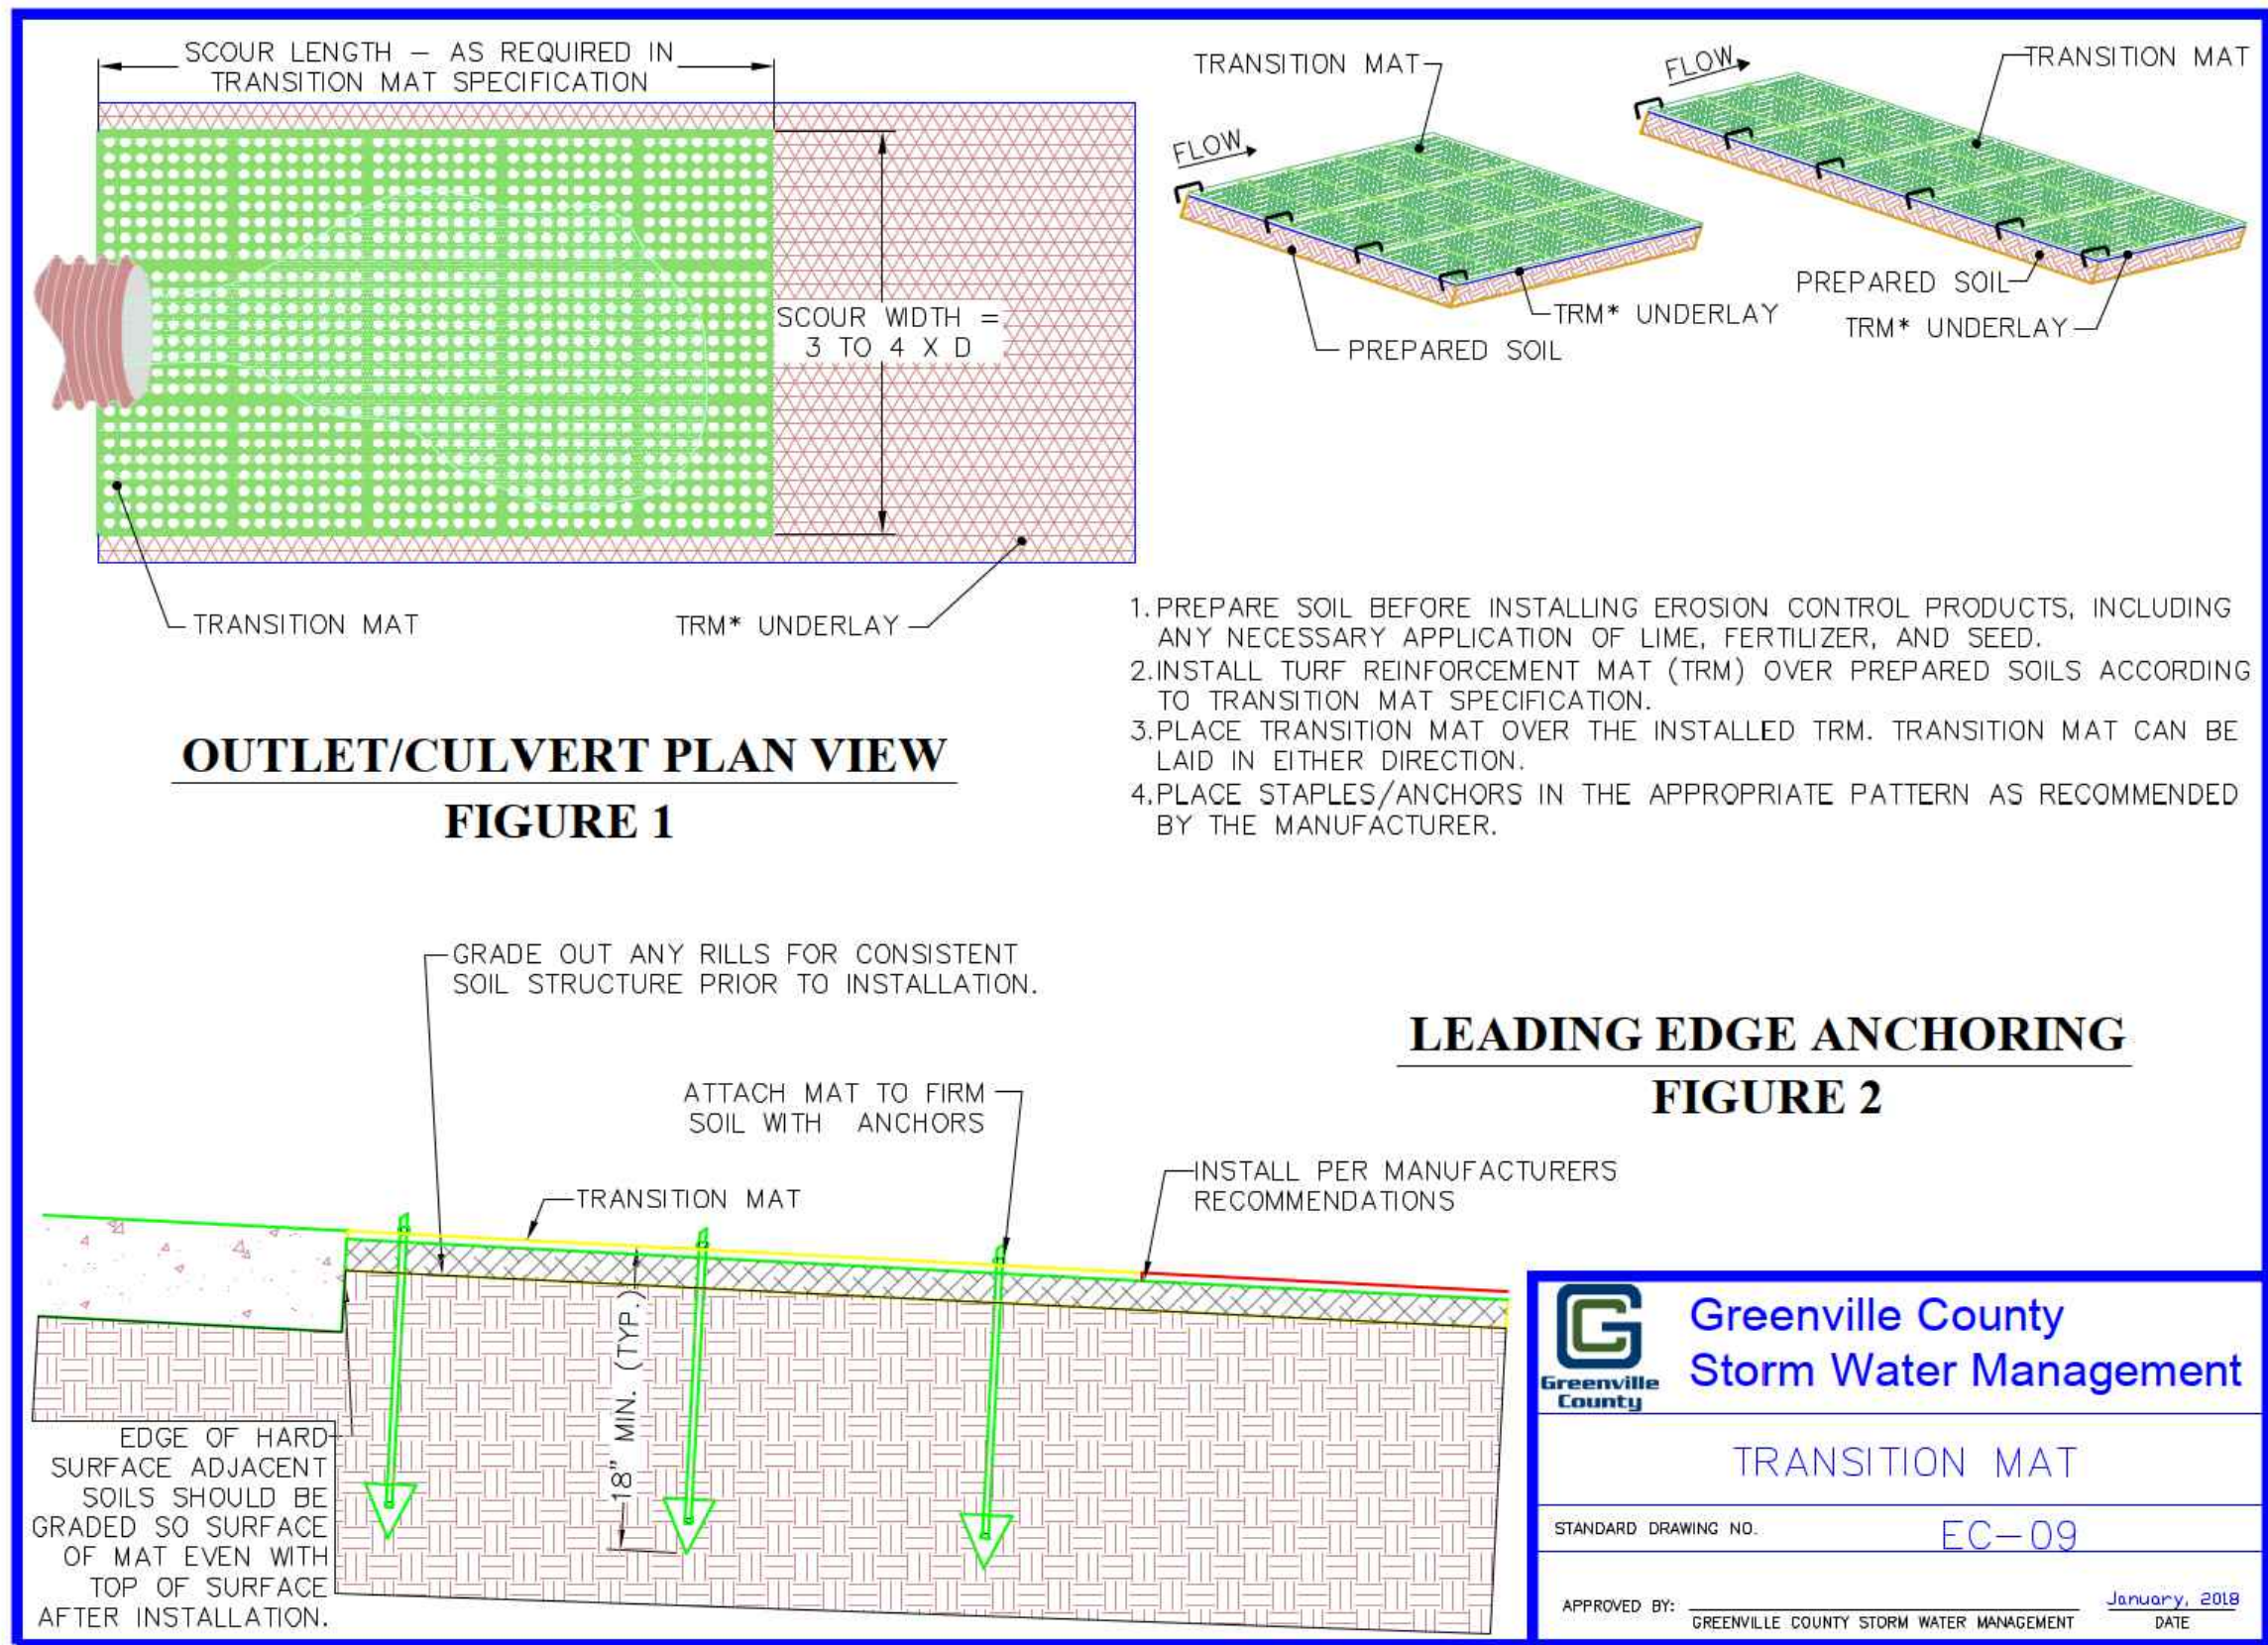 SCOUR LENGTH – AS REQUIRED IN
TRANSITION MAT SPECIFICATION
SCOUR WIDTH =
3 TO 4 X D
TRANSITION MAT
TRM* UNDERLAY
OUTLET/CULVERT PLAN VIEW
FIGURE 1
TRANSITION MAT
FLOW
TRM* UNDERLAY
PREPARED SOIL
FLOW
TRANSITION MAT
PREPARED SOIL
TRM* UNDERLAY
1. PREPARE SOIL BEFORE INSTALLING EROSION CONTROL PRODUCTS, INCLUDING
ANY NECESSARY APPLICATION OF LIME, FERTILIZER, AND SEED.
2. INSTALL TURF REINFORCEMENT MAT (TRM) OVER PREPARED SOILS ACCORDING
TO TRANSITION MAT SPECIFICATION.
3. PLACE TRANSITION MAT OVER THE INSTALLED TRM. TRANSITION MAT CAN BE
LAID IN EITHER DIRECTION.
4. PLACE STAPLES/ANCHORS IN THE APPROPRIATE PATTERN AS RECOMMENDED
BY THE MANUFACTURER.
LEADING EDGE ANCHORING
FIGURE 2
GRADE OUT ANY RILLS FOR CONSISTENT
SOIL STRUCTURE PRIOR TO INSTALLATION.
ATTACH MAT TO FIRM
SOIL WITH ANCHORS
TRANSITION MAT
INSTALL PER MANUFACTURERS
RECOMMENDATIONS
18" MIN. (TYP.)
EDGE OF HARD
SURFACE ADJACENT
SOILS SHOULD BE
GRADED SO SURFACE
OF MAT EVEN WITH
TOP OF SURFACE
AFTER INSTALLATION.
G
Greenville
County
Greenville County
Storm Water Management
TRANSITION MAT
STANDARD DRAWING NO. EC-09
APPROVED BY:
GREENVILLE COUNTY STORM WATER MANAGEMENT
January, 2018
DATE